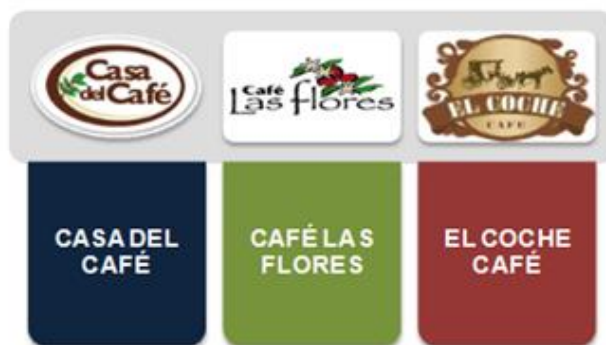 Casa
del Café
Café
Las flores
EL COCHE
CAFE
CASA DEL
CAFÉ
CAFÉ LAS
FLORES
EL COCHE
CAFÉ